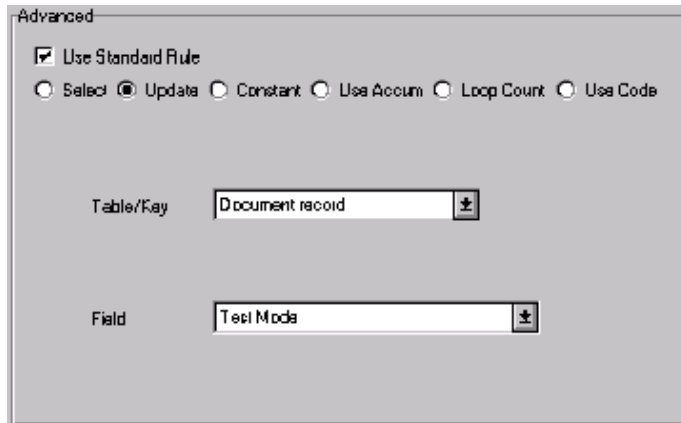 Advanced
Use Standard Rule
Select Update Constant Use Accum Loop Count Use Code
Table/Key Document record
Field Test Mode